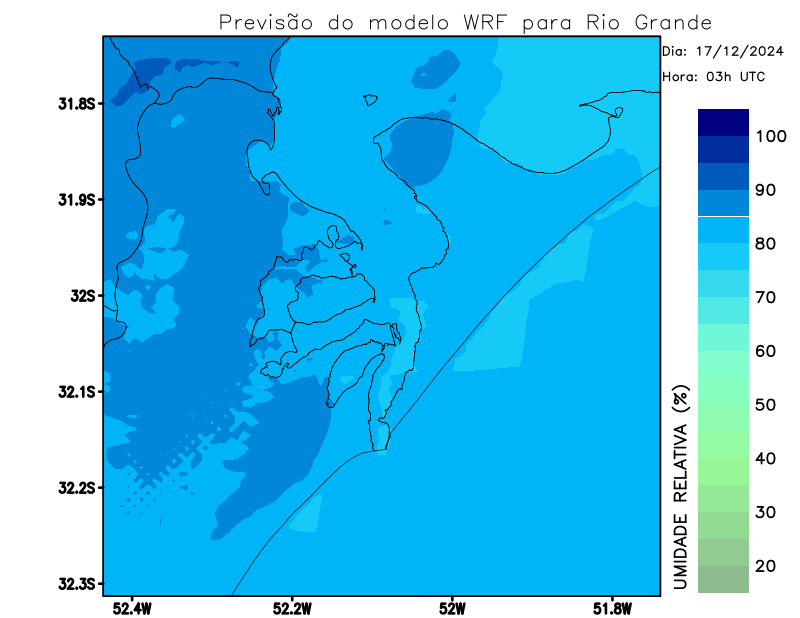 Previsão do modelo WRF para Rio Grande
Dia: 17/12/2024
Hora: 03h UTC
31.8S
31.9S
32S
32.1S
32.2S
32.3S
52.4W
52.2W
52W
51.8W
100
90
80
70
60
50
40
30
20
UMIDADE RELATIVA (%)